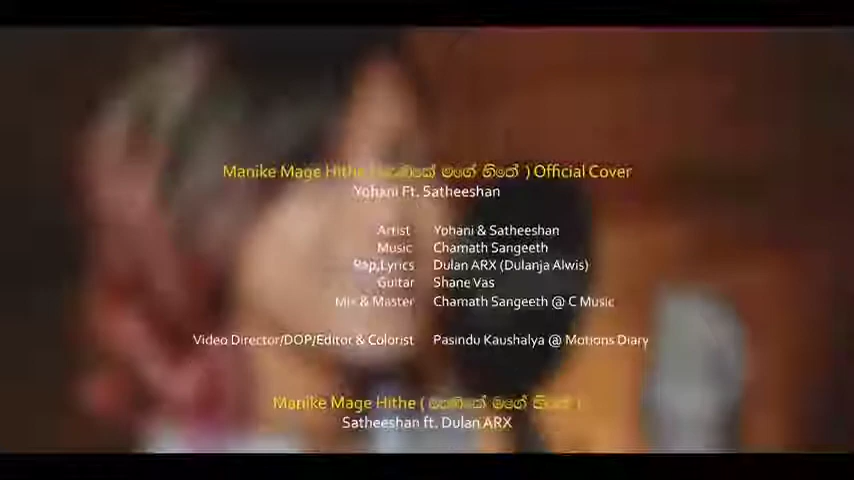 Manike Mage Hithe ( මැණිකේ මගේ හිතේ ) Official Cover
Yohani Ft. Satheeshan
Artist Yohani & Satheeshan
Music Chamath Sangeeth
Rap,Lyrics Dulan ARX (Dulanja Alwis)
Guitar Shane Vas
Mix & Master Chamath Sangeeth @ C Music
Video Director/DOP/Editor & Colorist Pasindu Kaushalya @ Motions Diary
Manike Mage Hithe ( මැණිකේ මගේ හිතේ )
Satheeshan ft. Dulan ARX